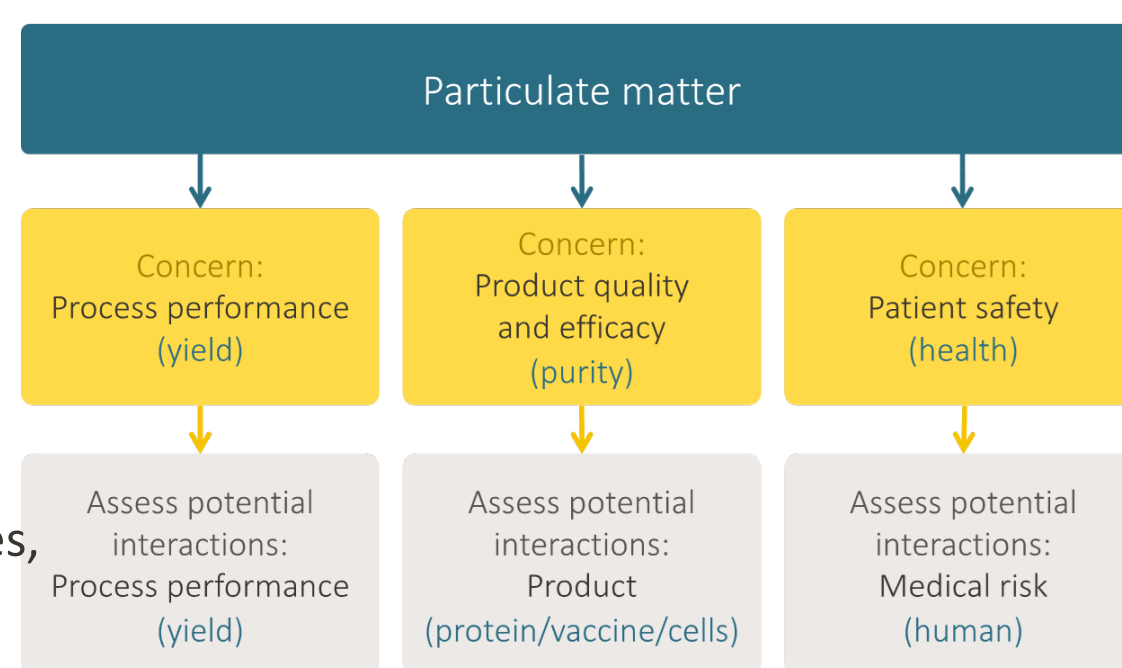 Particulate matter
Concern:
Process performance
(yield)
Concern:
Product quality
and efficacy
(purity)
Concern:
Patient safety
(health)
Assess potential
interactions:
Process performance
(yield)
Assess potential
interactions:
Product
(protein/vaccine/cells)
Assess potential
interactions:
Medical risk
(human)